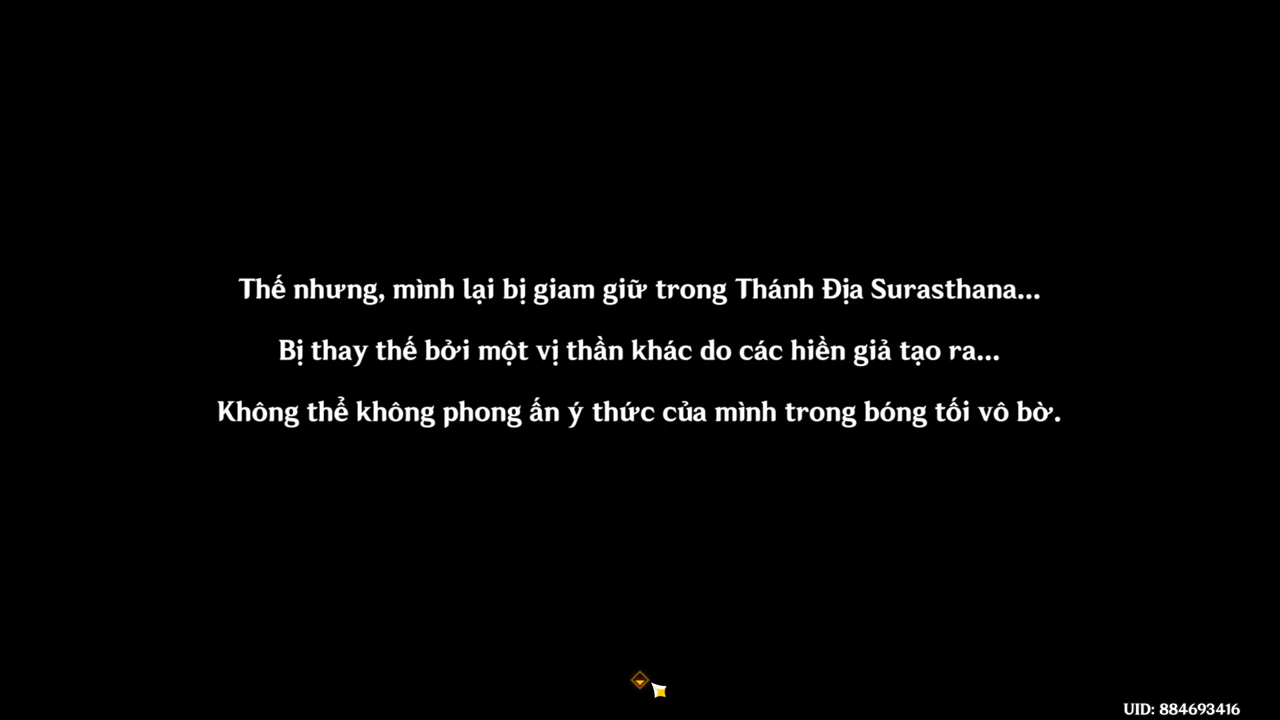 Thế nhưng, mình lại bị giam giữ trong Thánh Địa Surasthana...
Bị thay thế bởi một vị thần khác do các hiền giả tạo ra...
Không thể không phong ấn ý thức của mình trong bóng tối vô bờ.
UID: 884693416